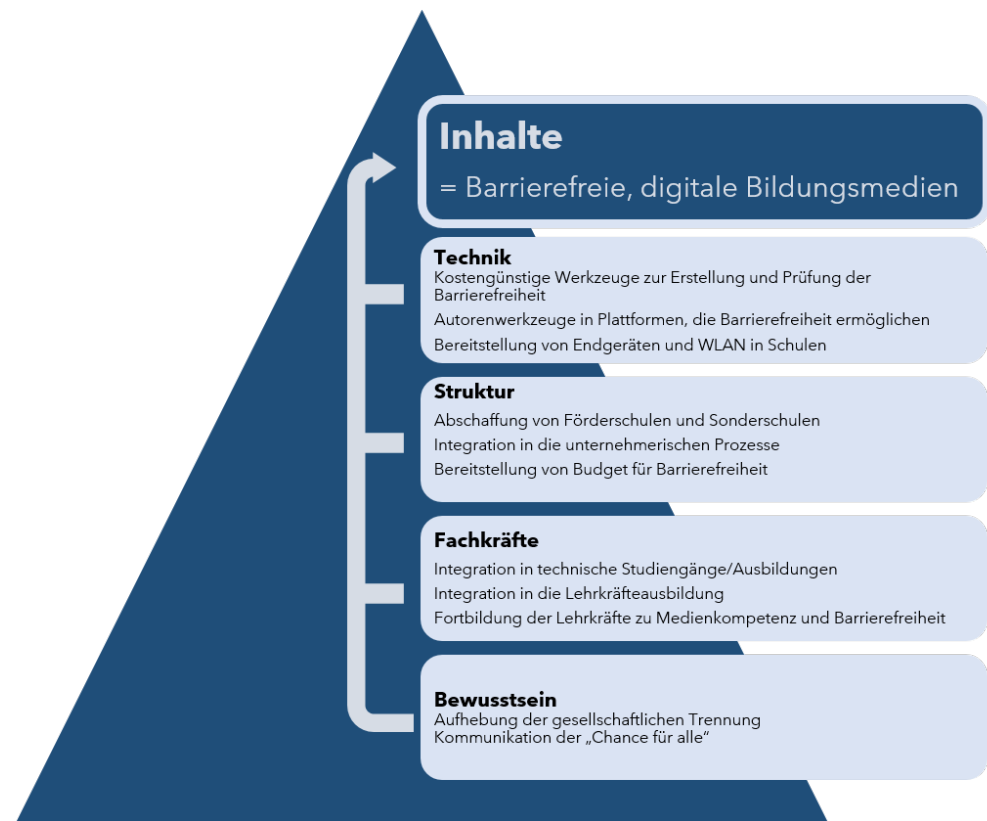 Inhalte
= Barrierefreie, digitale Bildungsmedien
Technik
Kostengünstige Werkzeuge zur Erstellung und Prüfung der
Barrierefreiheit
Autorenwerkzeuge in Plattformen, die Barrierefreiheit ermöglichen
Bereitstellung von Endgeräten und WLAN in Schulen
Struktur
Abschaffung von Förderschulen und Sonderschulen
Integration in die unternehmerischen Prozesse
Bereitstellung von Budget für Barrierefreiheit
Fachkräfte
Integration in technische Studiengänge/Ausbildungen
Integration in die Lehrkräfteausbildung
Fortbildung der Lehrkräfte zu Medienkompetenz und Barrierefreiheit
Bewusstsein
Aufhebung der gesellschaftlichen Trennung
Kommunikation der „Chance für alle“